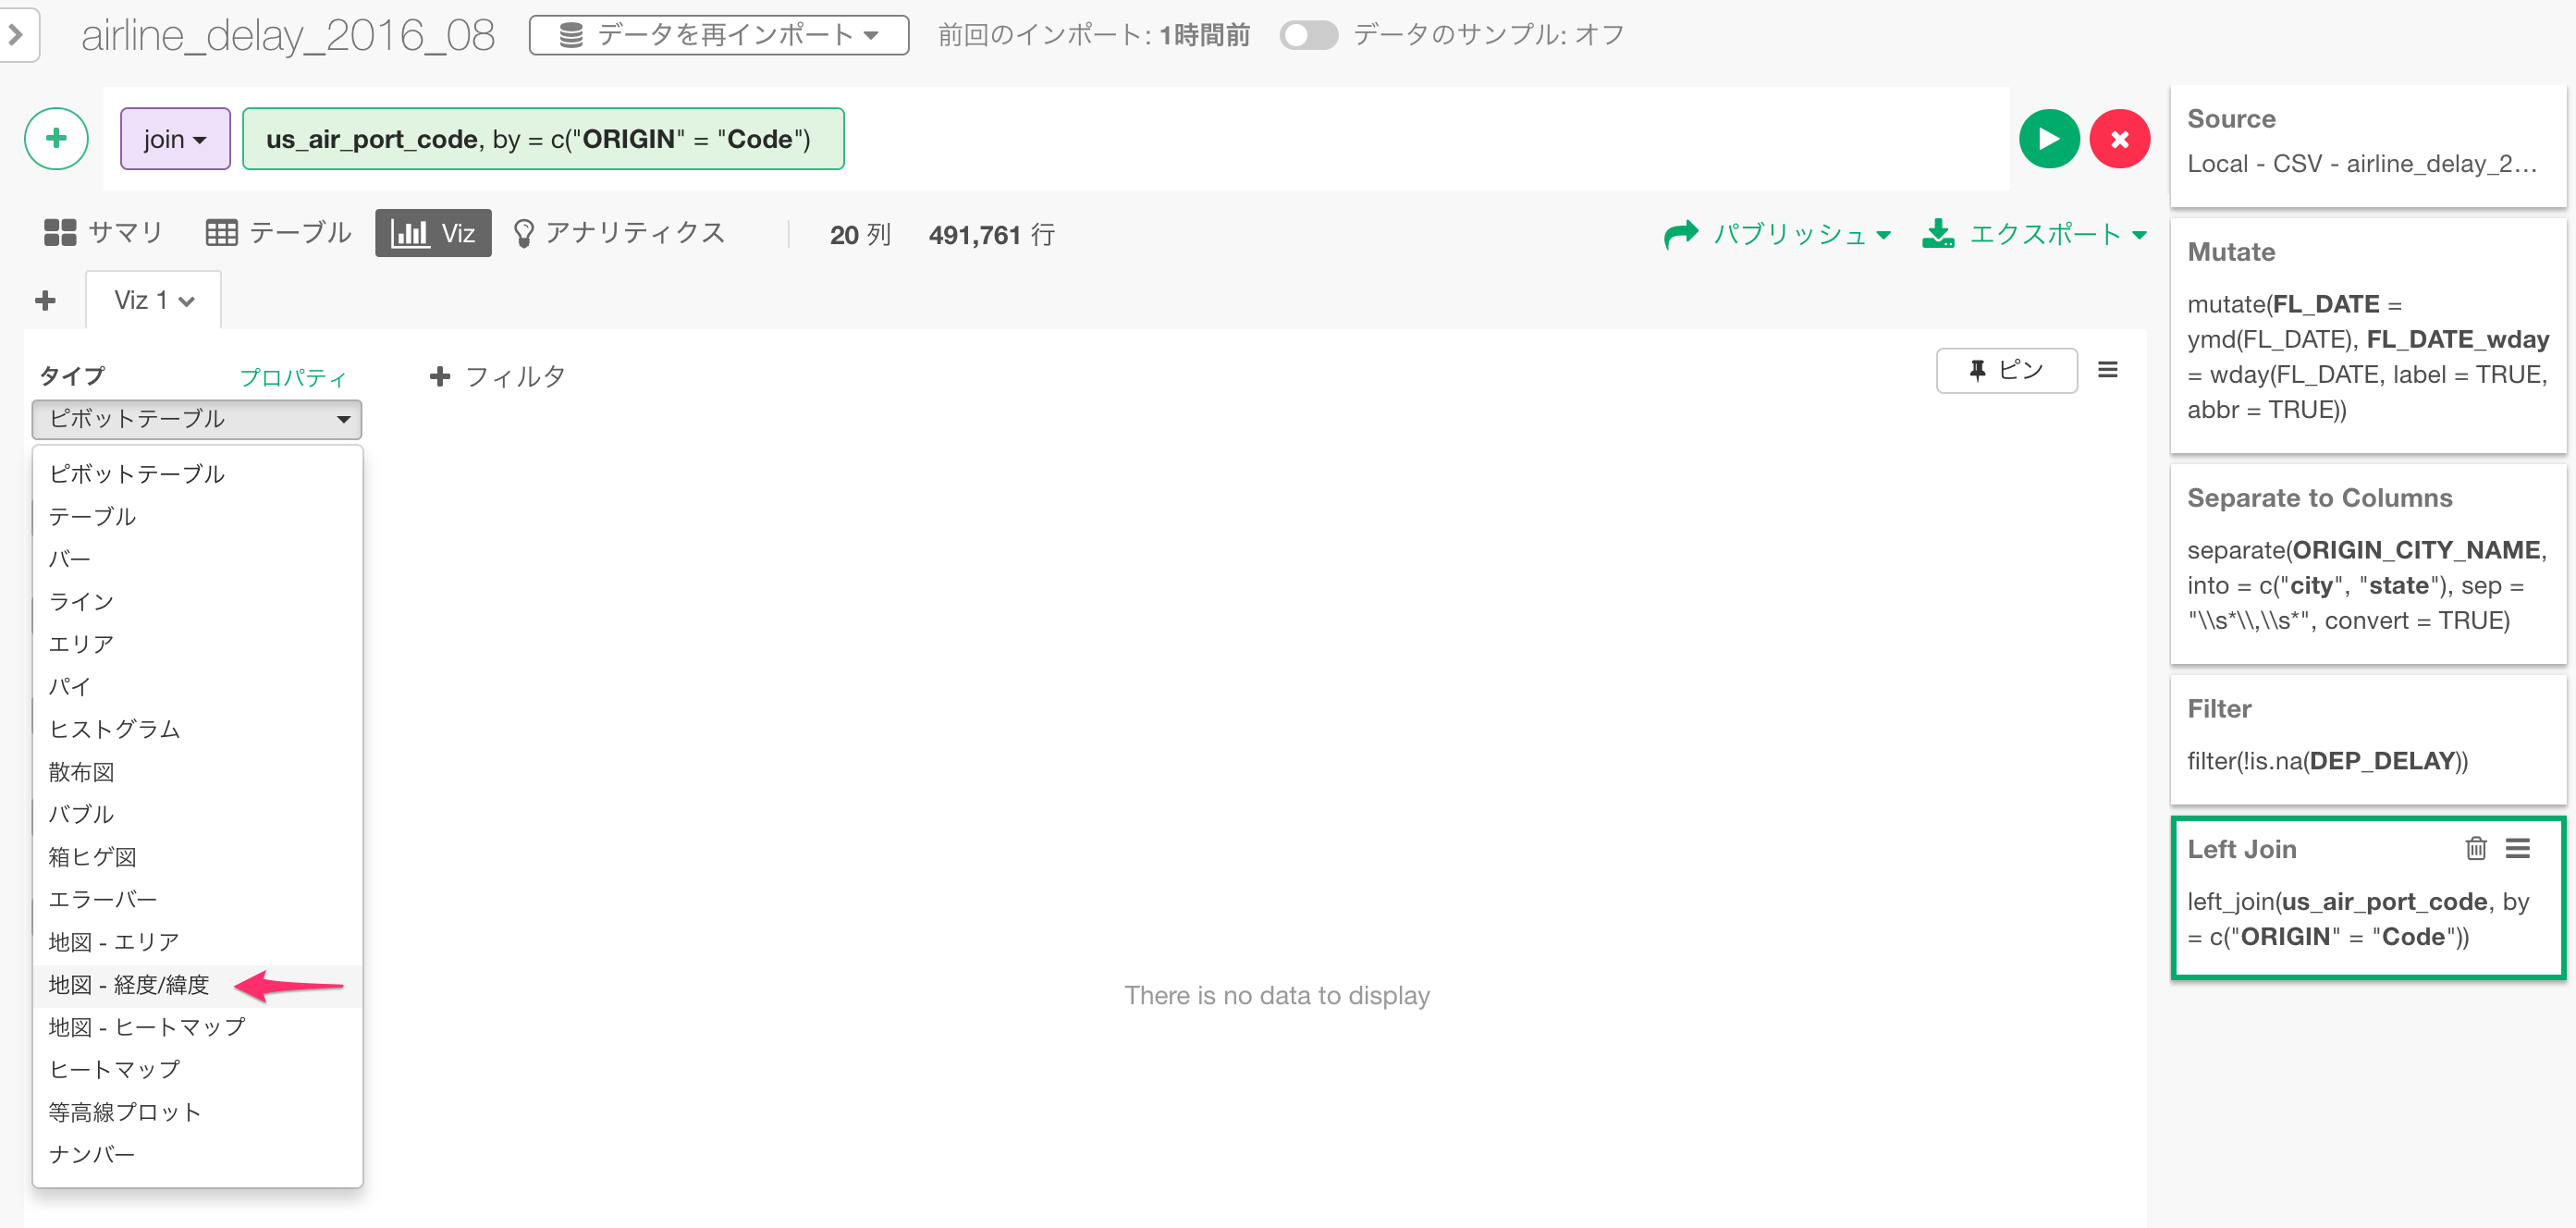 airline_delay_2016_08
データを再インポート
前回のインポート: 1時間前
データのサンプル: オフ
join
us_air_port_code, by = c("ORIGIN" = "Code")
サマリ
テーブル
Viz
アナリティクス
20 列
491,761 行
パブリッシュ
エクスポート
Viz 1
タイプ
プロパティ
フィルタ
ピン
ピボットテーブル
ピボットテーブル
テーブル
バー
ライン
エリア
パイ
ヒストグラム
散布図
バブル
箱ヒゲ図
エラーバー
地図 - エリア
地図 - 経度/緯度
地図 - ヒートマップ
ヒートマップ
等高線プロット
ナンバー
There is no data to display
Source
Local - CSV - airline_delay_2...
Mutate
mutate(FL_DATE =
ymd(FL_DATE), FL_DATE_wday
= wday(FL_DATE, label = TRUE,
abbr = TRUE))
Separate to Columns
separate(ORIGIN_CITY_NAME,
into = c("city", "state"), sep =
"\\s*\\,\\s*", convert = TRUE)
Filter
filter(!is.na(DEP_DELAY))
Left Join
left_join(us_air_port_code, by
= c("ORIGIN" = "Code"))